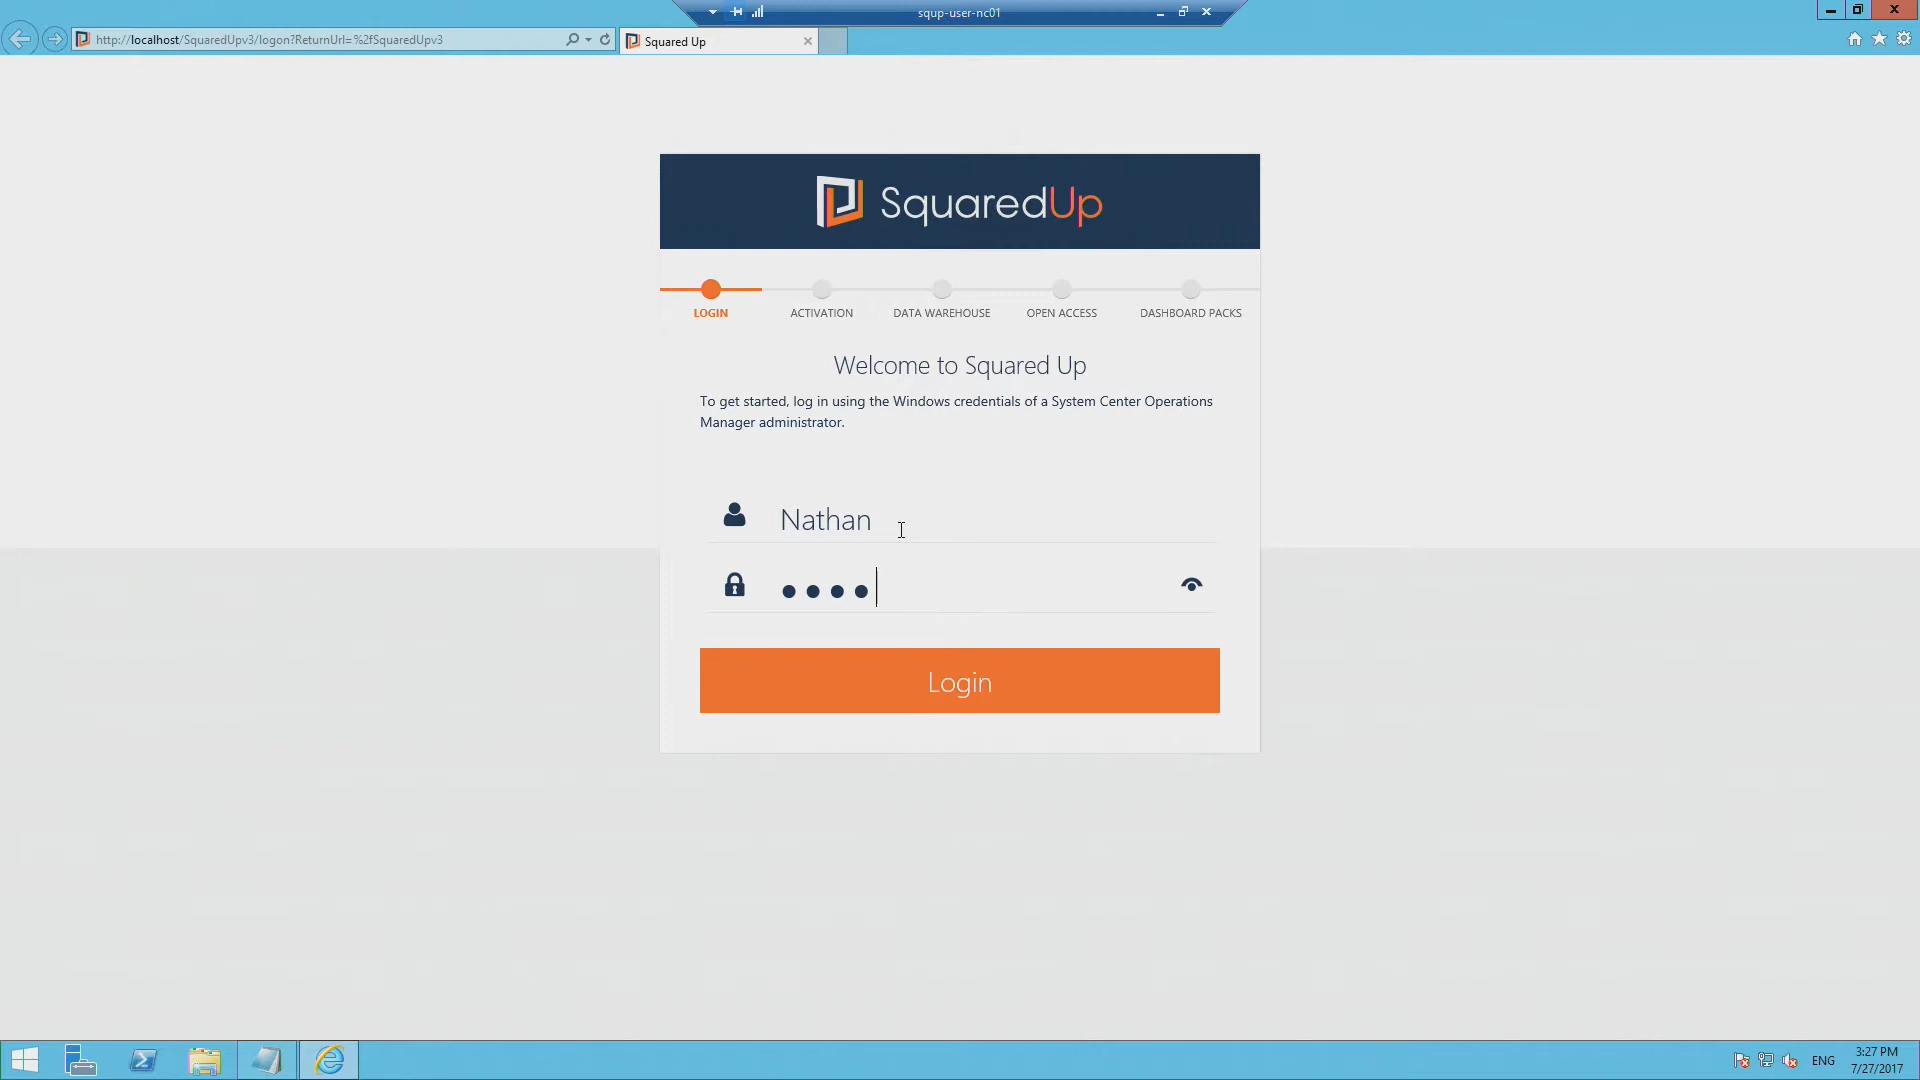 squp-user-nc01
http://localhost/SquaredUpv3/logon?ReturnUrl=%2fSquaredUpv3
Squared Up
SquaredUp
LOGIN
ACTIVATION
DATA WAREHOUSE
OPEN ACCESS
DASHBOARD PACKS
Welcome to Squared Up
To get started, log in using the Windows credentials of a System Center Operations
Manager administrator.
Nathan
Login
ENG
3:27 PM
7/27/2017